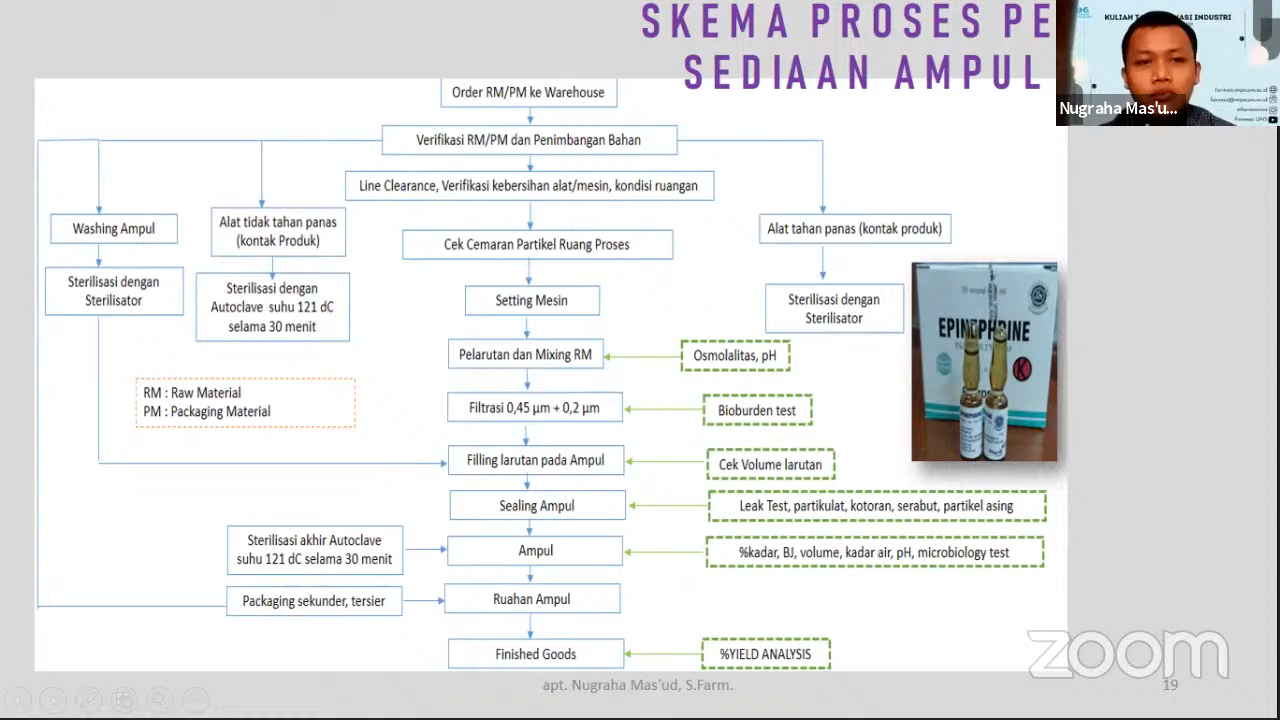 SKEMA PROSES PE
SEDIAAN AMPUL
KULIAH
INDUSTRI
Nugraha Mas'u...
Order RM/PM ke Warehouse
Verifikasi RM/PM dan Penimbangan Bahan
Line Clearance, Verifikasi kebersihan alat/mesin, kondisi ruangan
Washing Ampul
Alat tidak tahan panas
(kontak Produk)
Cek Cemaran Partikel Ruang Proses
Alat tahan panas (kontak produk)
Sterilisasi dengan
Sterilisator
Sterilisasi dengan
Autoclave suhu 121 dC
selama 30 menit
Setting Mesin
Sterilisasi dengan
Sterilisator
EPINEPHRINE
K
Pelarutan dan Mixing RM
Osmolalitas, pH
RM : Raw Material
PM : Packaging Material
Filtrasi 0,45 µm + 0,2 µm
Bioburden test
Filling larutan pada Ampul
Cek Volume larutan
Sealing Ampul
Leak Test, partikulat, kotoran, serabut, partikel asing
Sterilisasi akhir Autoclave
suhu 121 dC selama 30 menit
Ampul
%kadar, BJ, volume, kadar air, pH, microbiology test
Packaging sekunder, tersier
Ruahan Ampul
Finished Goods
%YIELD ANALYSIS
zoom
apt. Nugraha Mas'ud, S.Farm.
19